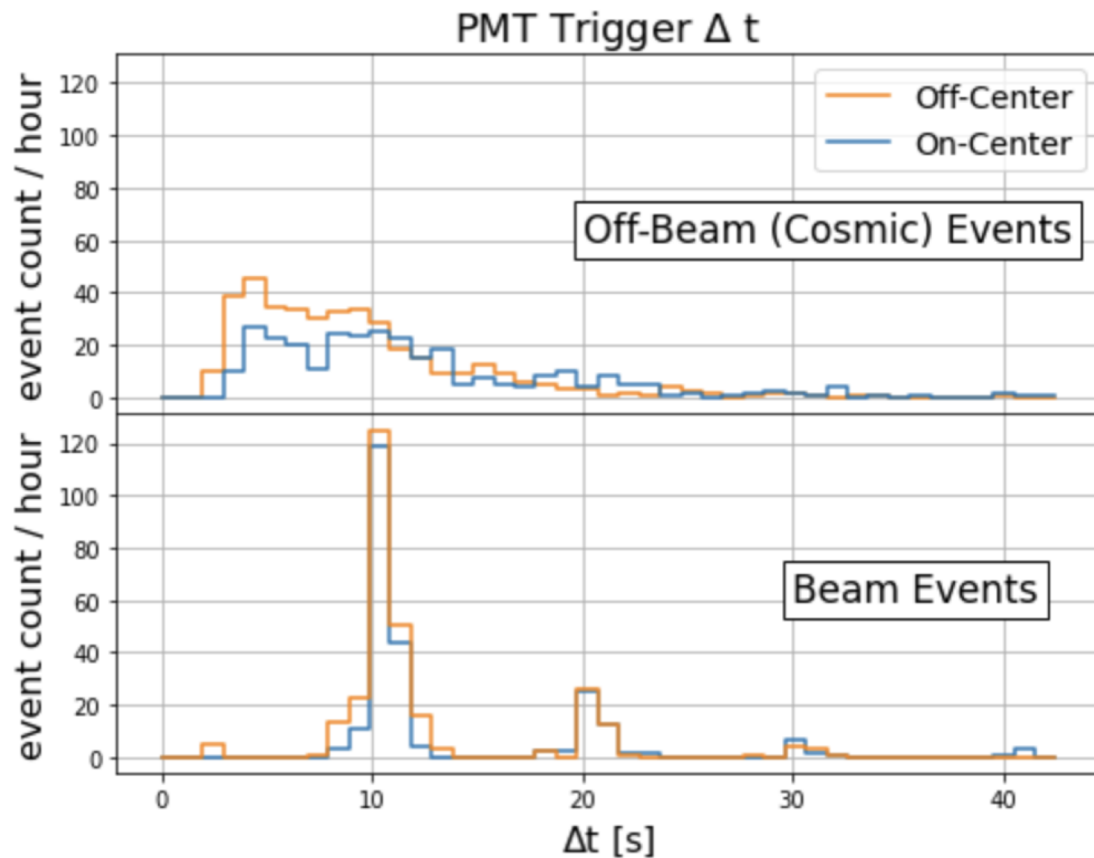 PMT Trigger Δ t
event count / hour
120
100
80
60
40
20
0
Off-Center
On-Center
Off-Beam (Cosmic) Events
event count / hour
120
100
80
60
40
20
0
Beam Events
0 10 20 30 40
Δt [s]